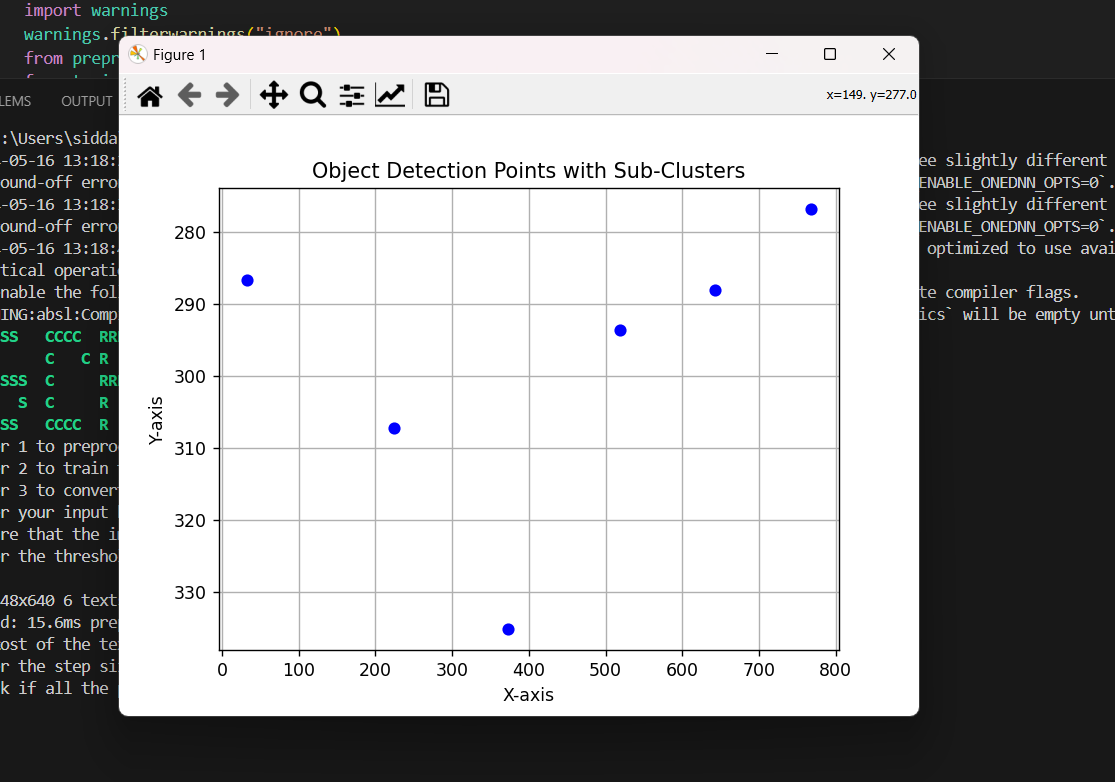 import warnings
warnings.filterwarnings("ignore")
from prepr
Figure 1
LEMS OUTPUT
x=149. y=277.0
:\Users\sidda
-05-16 13:18:
ee slightly different
ound-off erro
ENABLE_ONEDNN_OPTS=0`.
-05-16 13:18:
ee slightly different
ound-off erro
ENABLE_ONEDNN_OPTS=0`.
-05-16 13:18:
optimized to use avai
tical operati
nable the fol
te compiler flags.
ING:absl:Comp
ics` will be empty unt
SS CCCC RR
C C R
SSS C RR
S C R
SS CCCC R
r 1 to prepro
r 2 to train
r 3 to conver
r your input
re that the i
r the thresho
48x640 6 text
d: 15.6ms pre
ost of the te
r the step si
k if all the
Object Detection Points with Sub-Clusters
280
290
300
310
320
330
Y-axis
0 100 200 300 400 500 600 700 800
X-axis